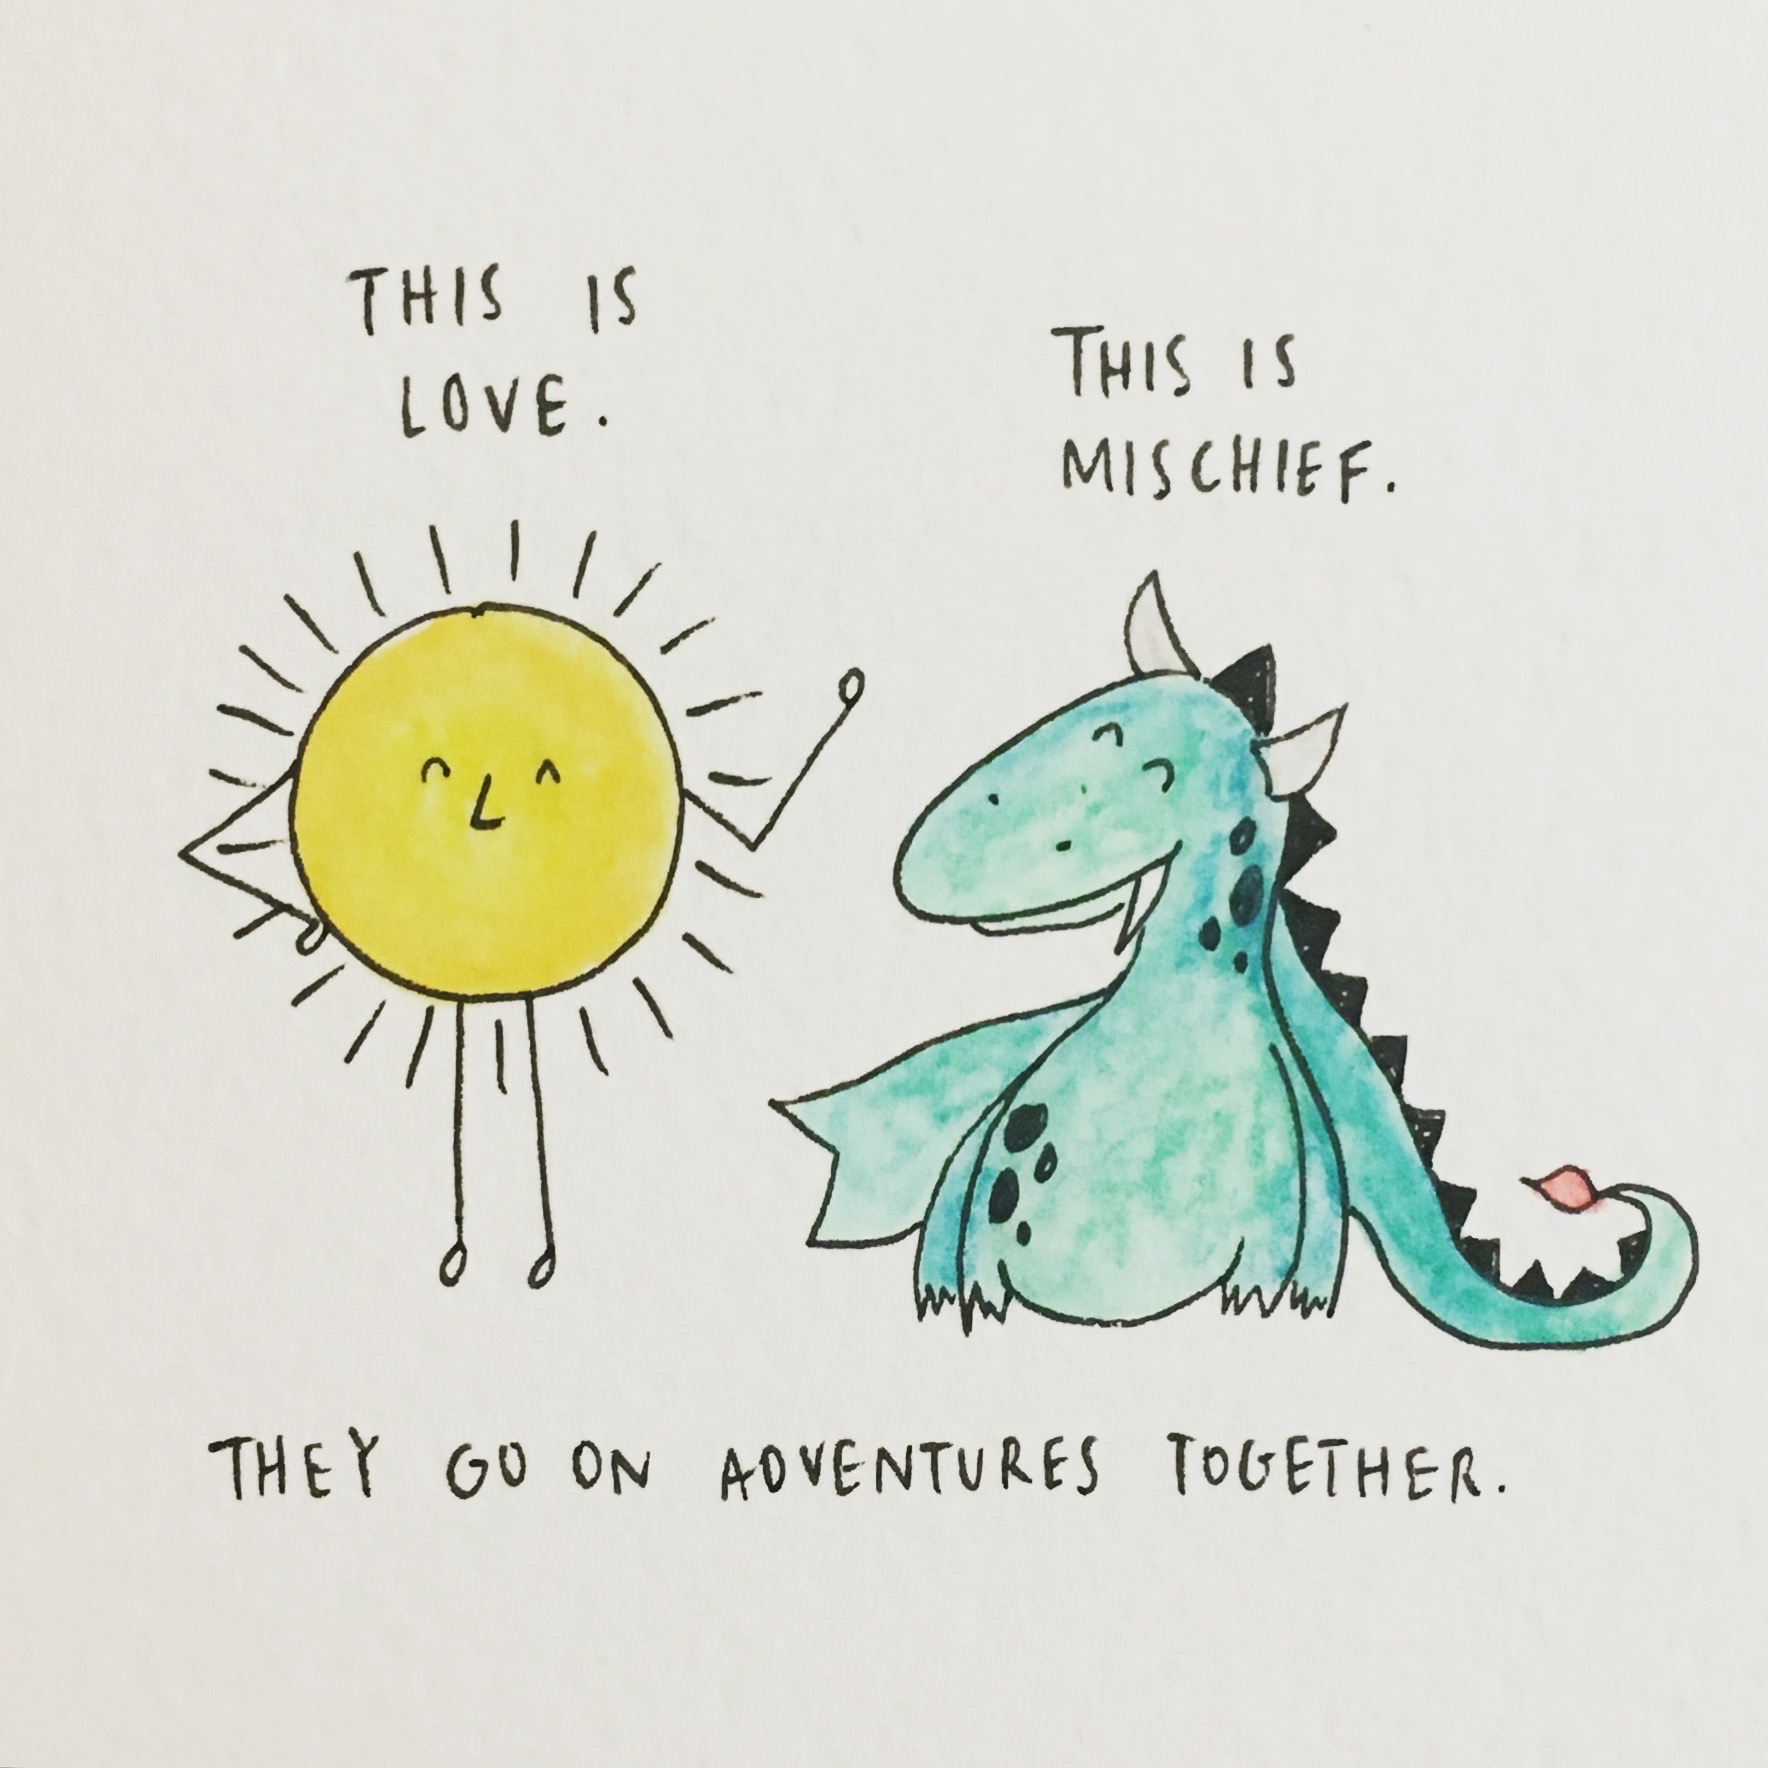 THIS IS
LOVE.
THIS IS
MISCHIEF.
THEY GO ON ADVENTURES TOGETHER.